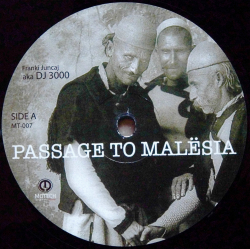 Franki Juncaj
aka DJ 3000
SIDE A
MT-007
PASSAGE TO MALËSIA